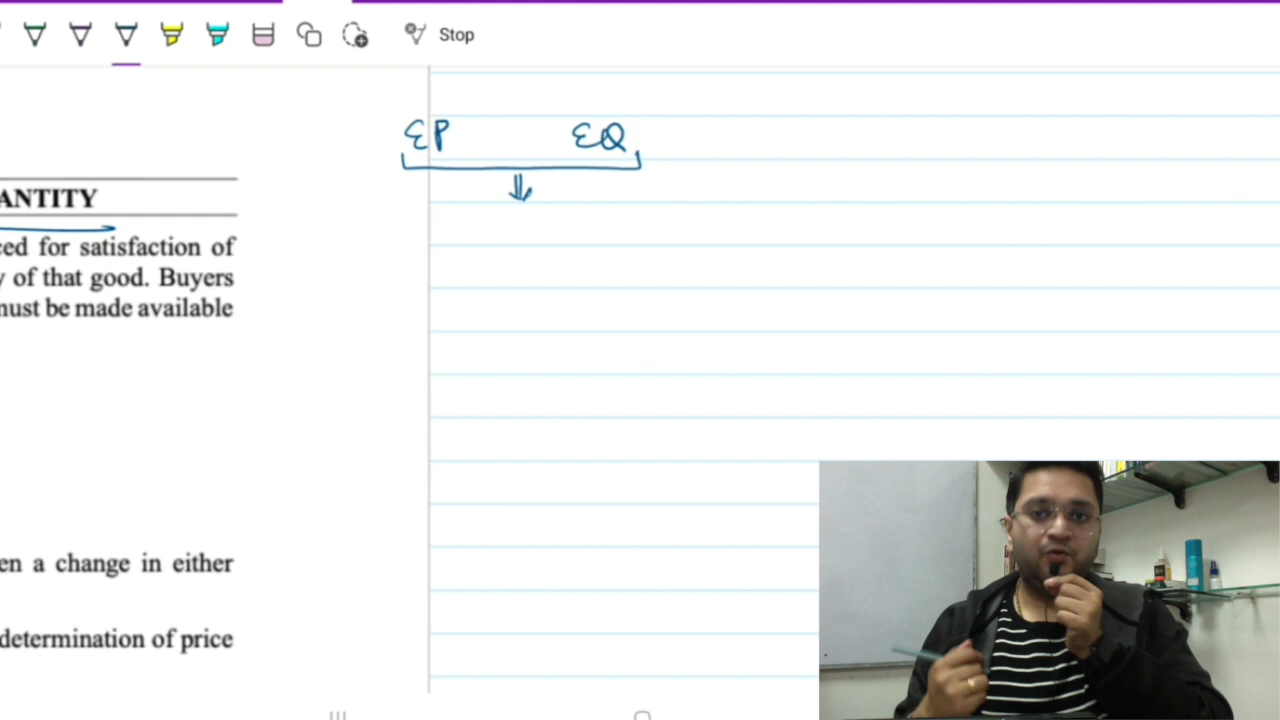 Stop
EP EQ
ANTITY
ed for satisfaction of
of that good. Buyers
must be made available
en a change in either
determination of price